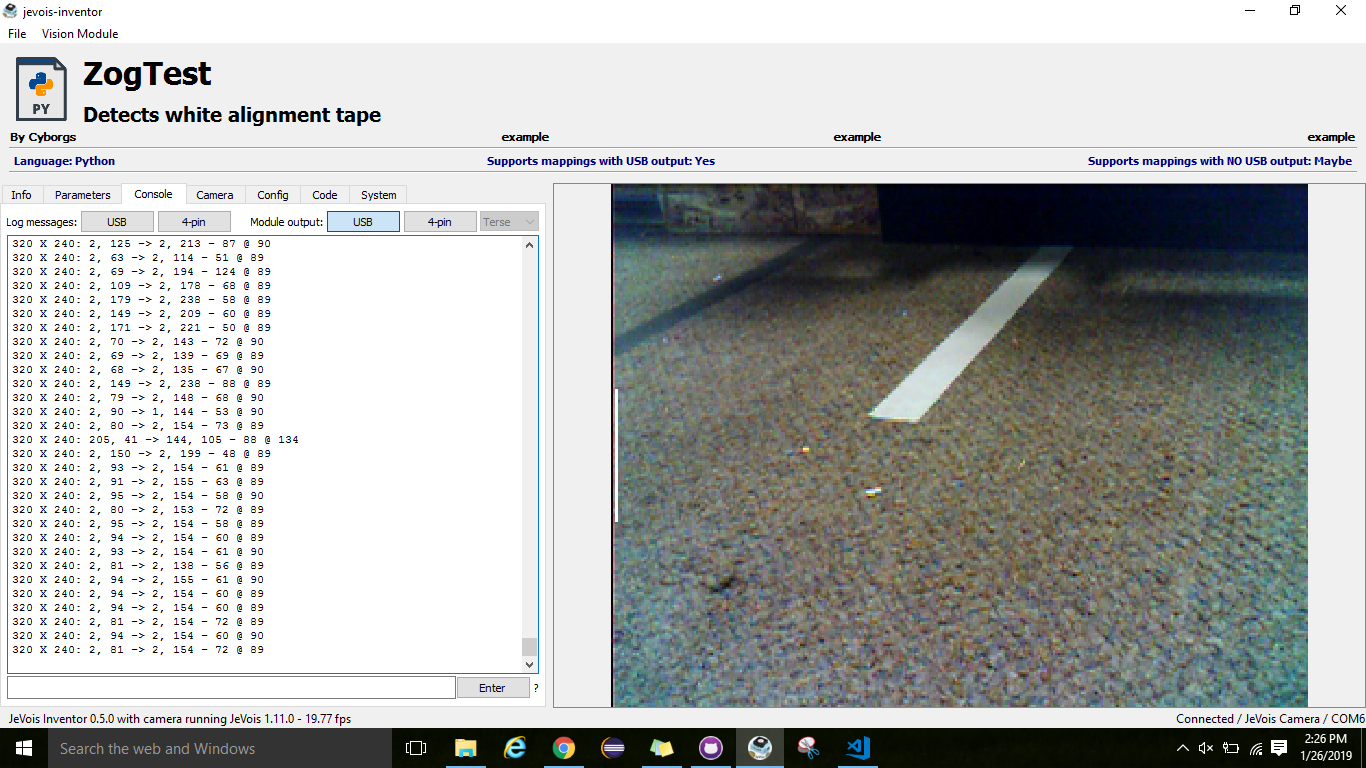 jevois-inventor
File Vision Module
PY
ZogTest
Detects white alignment tape
By Cyborgs example example example
Language: Python Supports mappings with USB output: Yes Supports mappings with NO USB output: Maybe
Info Parameters Console Camera Config Code System
Log messages: USB 4-pin Module output: USB 4-pin Terse
320 X 240: 2, 125 -> 2, 213 - 87 @ 90
320 X 240: 2, 63 -> 2, 114 - 51 @ 89
320 X 240: 2, 69 -> 2, 194 - 124 @ 89
320 X 240: 2, 109 -> 2, 178 - 68 @ 89
320 X 240: 2, 179 -> 2, 238 - 58 @ 89
320 X 240: 2, 149 -> 2, 209 - 60 @ 89
320 X 240: 2, 171 -> 2, 221 - 50 @ 89
320 X 240: 2, 70 -> 2, 143 - 72 @ 90
320 X 240: 2, 69 -> 2, 139 - 69 @ 89
320 X 240: 2, 68 -> 2, 135 - 67 @ 90
320 X 240: 2, 149 -> 2, 238 - 88 @ 89
320 X 240: 2, 79 -> 2, 148 - 68 @ 90
320 X 240: 2, 90 -> 1, 144 - 53 @ 90
320 X 240: 2, 80 -> 2, 154 - 73 @ 89
320 X 240: 205, 41 -> 144, 105 - 88 @ 134
320 X 240: 2, 150 -> 2, 199 - 48 @ 89
320 X 240: 2, 93 -> 2, 154 - 61 @ 89
320 X 240: 2, 91 -> 2, 155 - 63 @ 89
320 X 240: 2, 95 -> 2, 154 - 58 @ 90
320 X 240: 2, 80 -> 2, 153 - 72 @ 89
320 X 240: 2, 95 -> 2, 154 - 58 @ 89
320 X 240: 2, 94 -> 2, 154 - 60 @ 89
320 X 240: 2, 93 -> 2, 154 - 61 @ 90
320 X 240: 2, 81 -> 2, 138 - 56 @ 89
320 X 240: 2, 94 -> 2, 155 - 61 @ 90
320 X 240: 2, 94 -> 2, 154 - 60 @ 89
320 X 240: 2, 94 -> 2, 154 - 60 @ 89
320 X 240: 2, 81 -> 2, 154 - 72 @ 89
320 X 240: 2, 94 -> 2, 154 - 60 @ 90
320 X 240: 2, 81 -> 2, 154 - 72 @ 89
Enter ?
JeVois Inventor 0.5.0 with camera running JeVois 1.11.0 - 19.77 fps Connected / JeVois Camera / COM6
Search the web and Windows
2:26 PM
1/26/2019